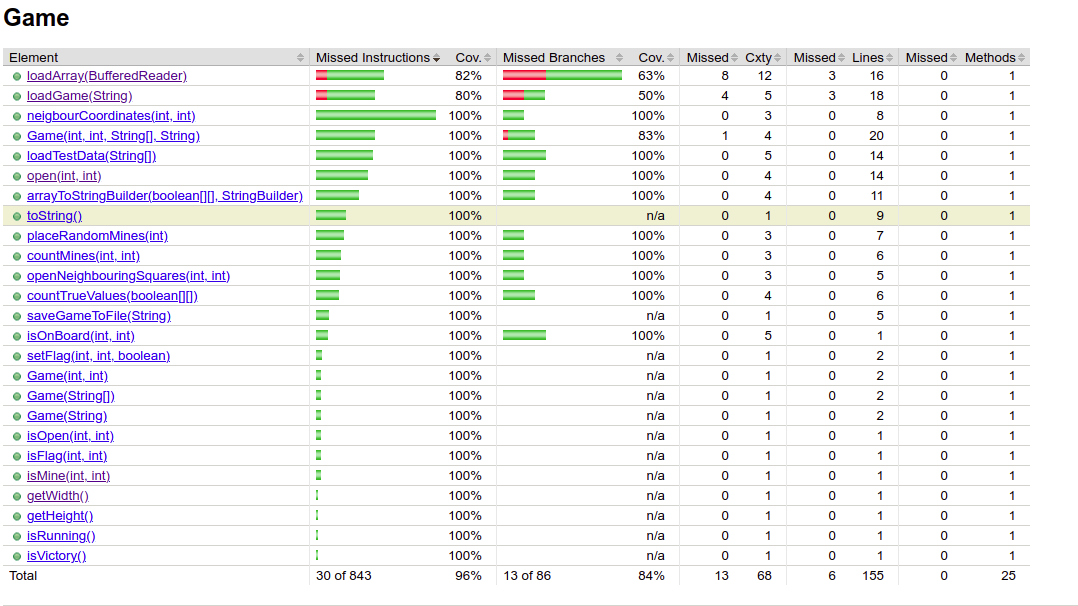 Game
Element Missed Instructions Cov. Missed Branches Cov. Missed Cxty Missed Lines Missed Methods
loadArray(BufferedReader) 82% 63% 8 12 3 16 0 1
loadGame(String) 80% 50% 4 5 3 18 0 1
neigbourCoordinates(int, int) 100% 100% 0 3 0 8 0 1
Game(int, int, String[], String) 100% 83% 1 4 0 20 0 1
loadTestData(String[]) 100% 100% 0 5 0 14 0 1
open(int, int) 100% 100% 0 4 0 14 0 1
arrayToStringBuilder(boolean[][], StringBuilder) 100% 100% 0 4 0 11 0 1
toString() 100% n/a 0 1 0 9 0 1
placeRandomMines(int) 100% 100% 0 3 0 7 0 1
countMines(int, int) 100% 100% 0 3 0 6 0 1
openNeighbouringSquares(int, int) 100% 100% 0 3 0 5 0 1
countTrueValues(boolean[][]) 100% 100% 0 4 0 6 0 1
saveGameToFile(String) 100% n/a 0 1 0 5 0 1
isOnBoard(int, int) 100% 100% 0 5 0 1 0 1
setFlag(int, int, boolean) 100% n/a 0 1 0 2 0 1
Game(int, int) 100% n/a 0 1 0 2 0 1
Game(String[]) 100% n/a 0 1 0 2 0 1
Game(String) 100% n/a 0 1 0 2 0 1
isOpen(int, int) 100% n/a 0 1 0 1 0 1
isFlag(int, int) 100% n/a 0 1 0 1 0 1
isMine(int, int) 100% n/a 0 1 0 1 0 1
getWidth() 100% n/a 0 1 0 1 0 1
getHeight() 100% n/a 0 1 0 1 0 1
isRunning() 100% n/a 0 1 0 1 0 1
isVictory() 100% n/a 0 1 0 1 0 1
Total 30 of 843 96% 13 of 86 84% 13 68 6 155 0 25